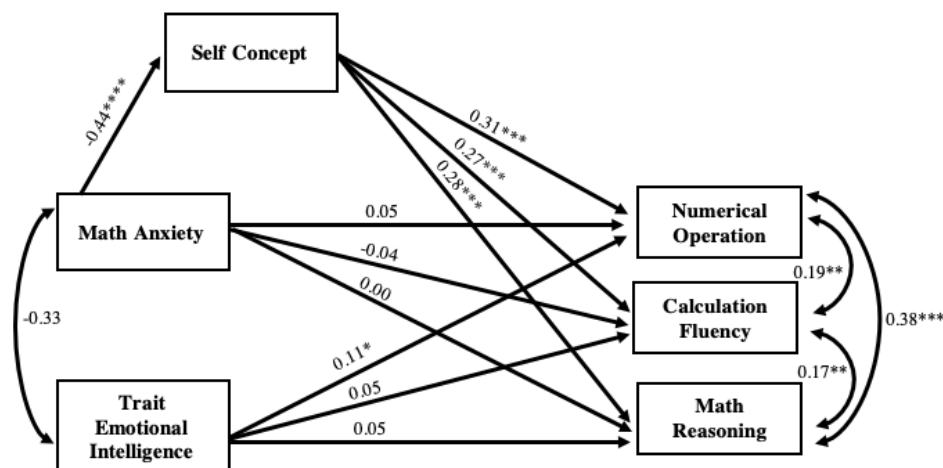 Self Concept
-0.44****
0.31***
0.27***
0.28***
Math Anxiety
0.05
-0.04
0.00
Numerical
Operation
0.19**
-0.33
Calculation
Fluency
0.38***
0.11*
0.05
0.17**
Trait
Emotional
Intelligence
0.05
Math
Reasoning